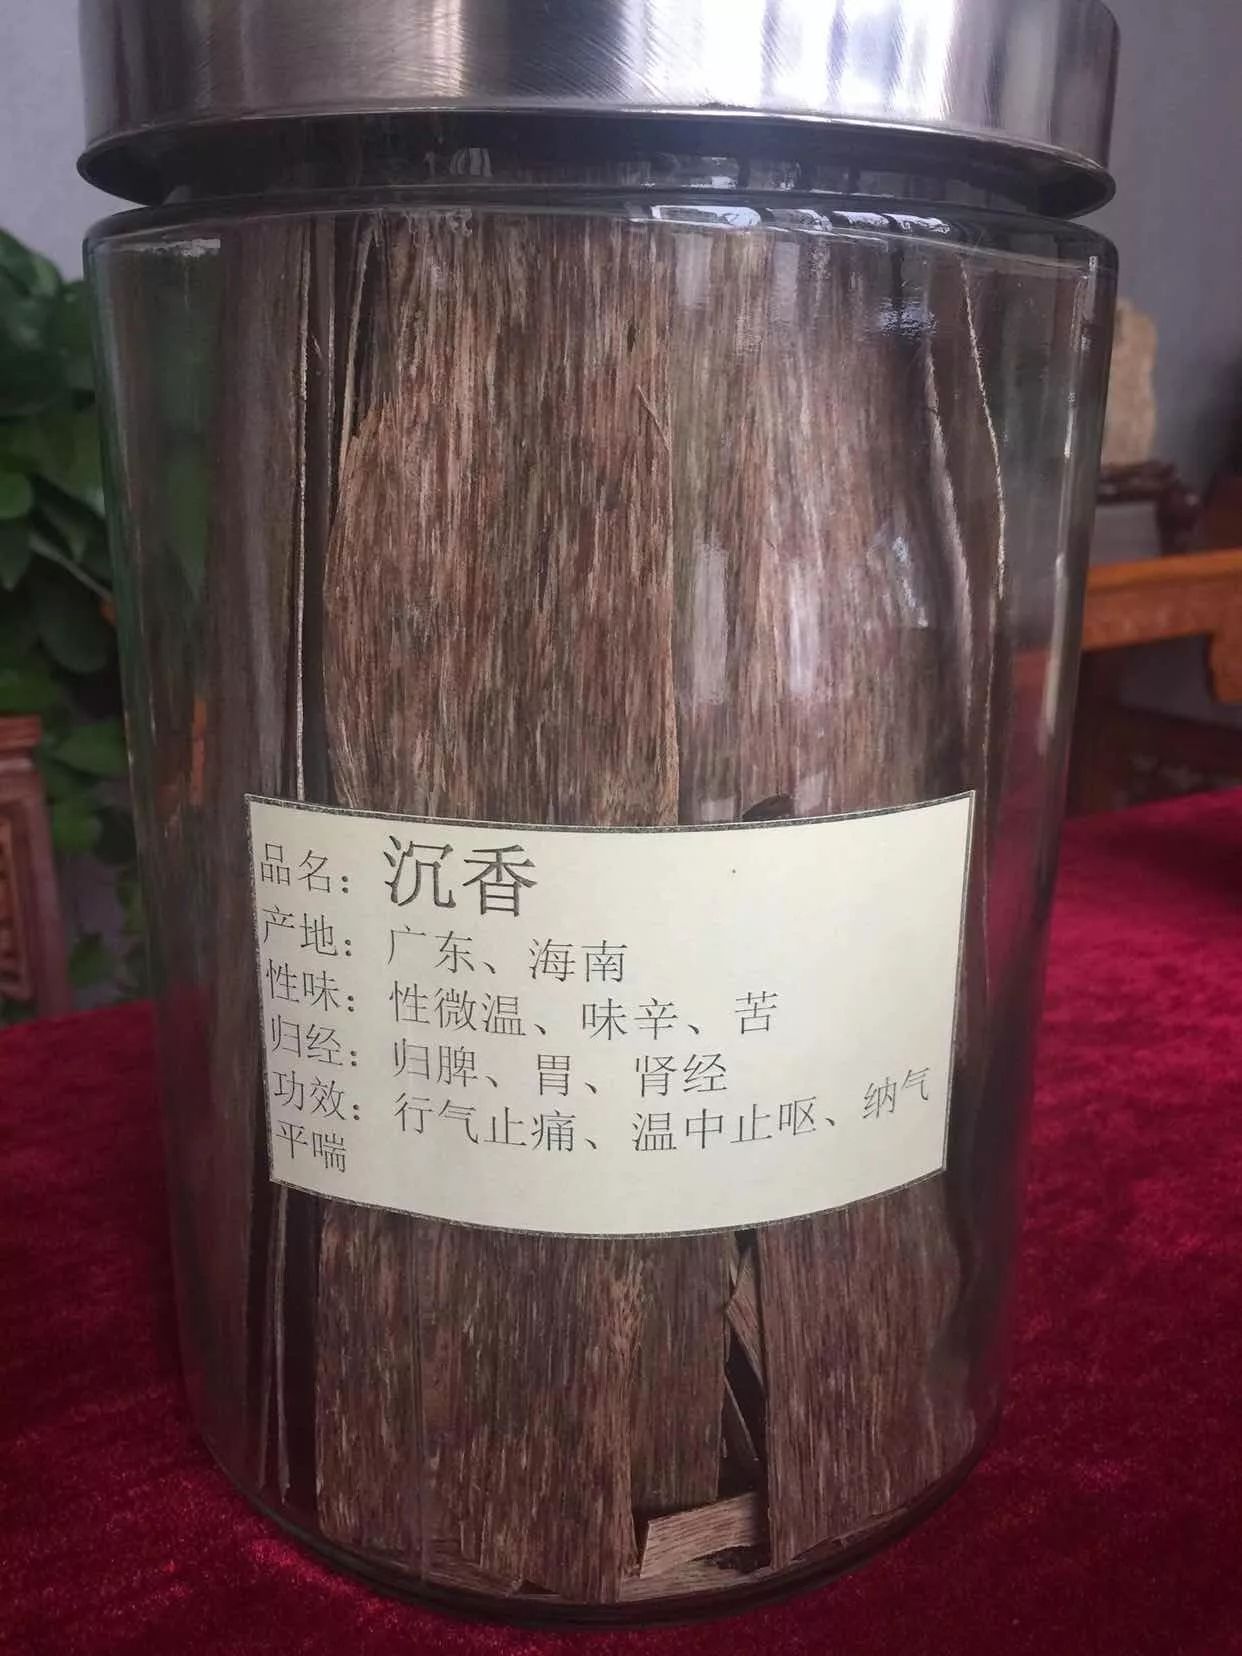 品名：沉香
产地：广东、海南
性味：性微温、味辛、苦
归经：归脾、胃、肾经
功效：行气止痛、温中止呕、纳气
平喘